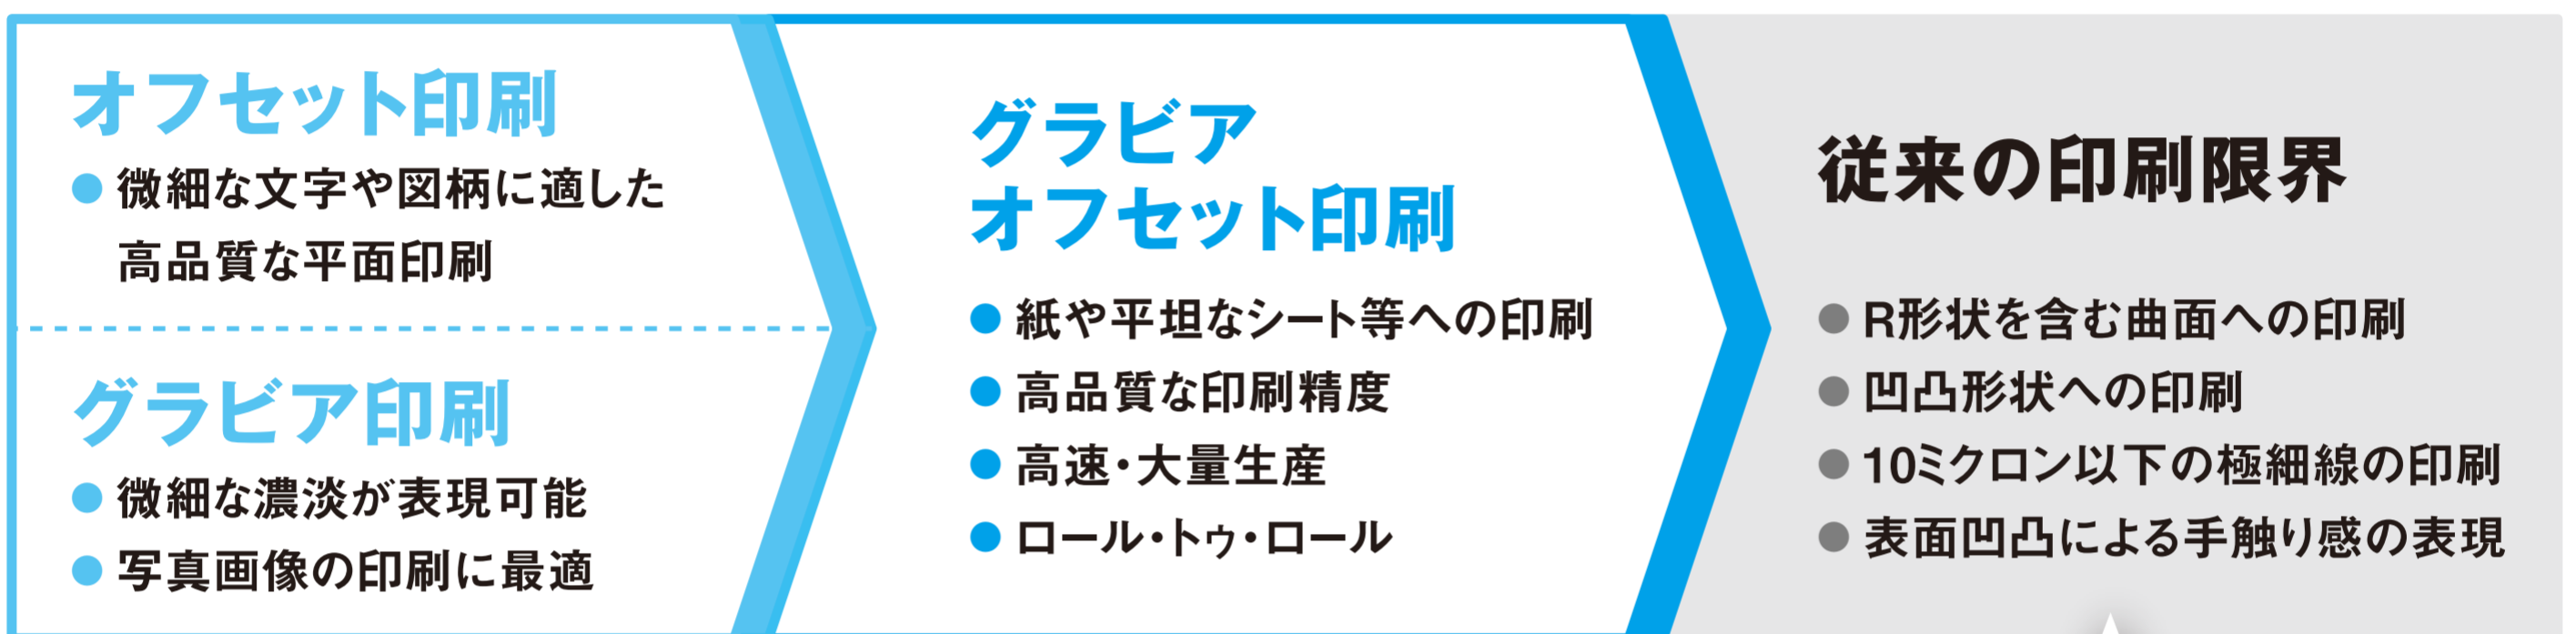 オフセット印刷
● 微細な文字や図柄に適した
高品質な平面印刷
グラビア印刷
● 微細な濃淡が表現可能
● 写真画像の印刷に最適
グラビア
オフセット印刷
● 紙や平坦なシート等への印刷
● 高品質な印刷精度
● 高速・大量生産
● ロール・トゥ・ロール
従来の印刷限界
● R形状を含む曲面への印刷
● 凹凸形状への印刷
● 10ミクロン以下の極細線の印刷
● 表面凹凸による手触り感の表現